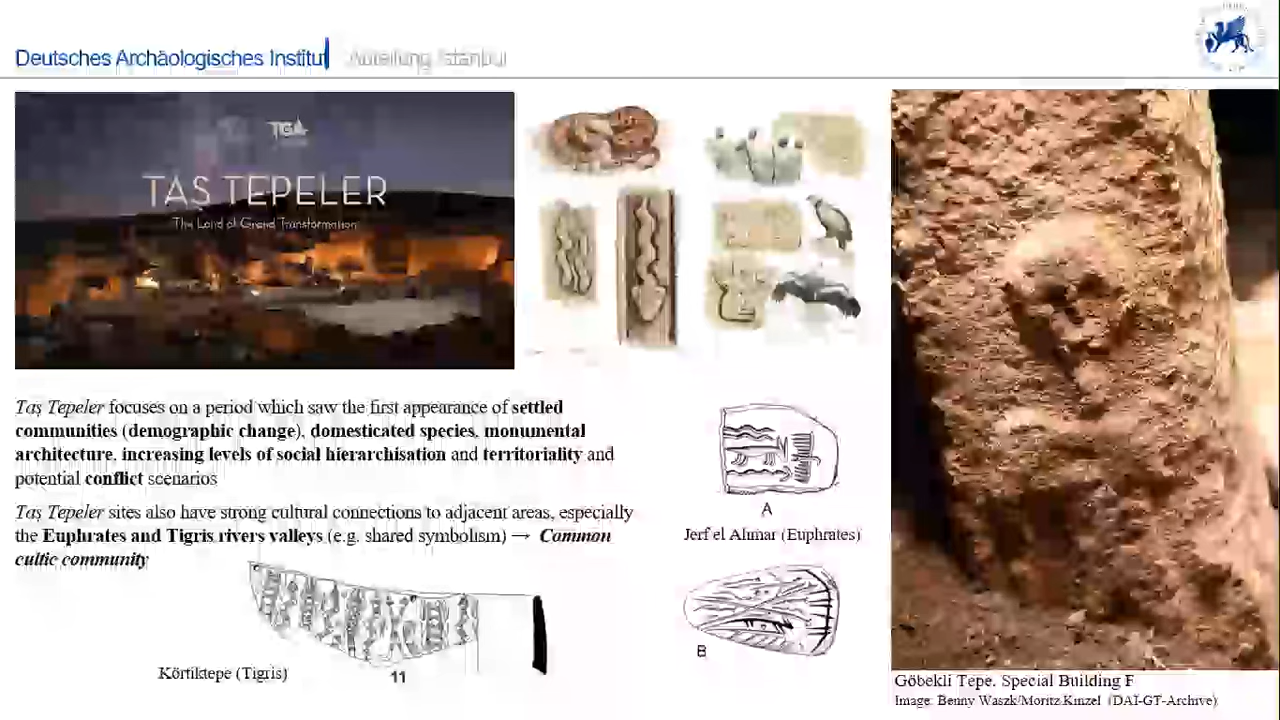 Deutsches Archäologisches Institut Abteilung Istanbul
TGA
TAS TEPELER
The Land of Grand Transformation
Taş Tepeler focuses on a period which saw the first appearance of settled
communities (demographic change), domesticated species, monumental
architecture, increasing levels of social hierarchisation and territoriality and
potential conflict scenarios
Taş Tepeler sites also have strong cultural connections to adjacent areas, especially
the Euphrates and Tigris rivers valleys (e.g. shared symbolism) → Common
cultic community
Körtiktepe (Tigris)
11
A
Jerf el Ahmar (Euphrates)
B
Göbekli Tepe. Special Building F
Image: Benny Waszk/Moritz Kinzel (DAI-GT-Archive)